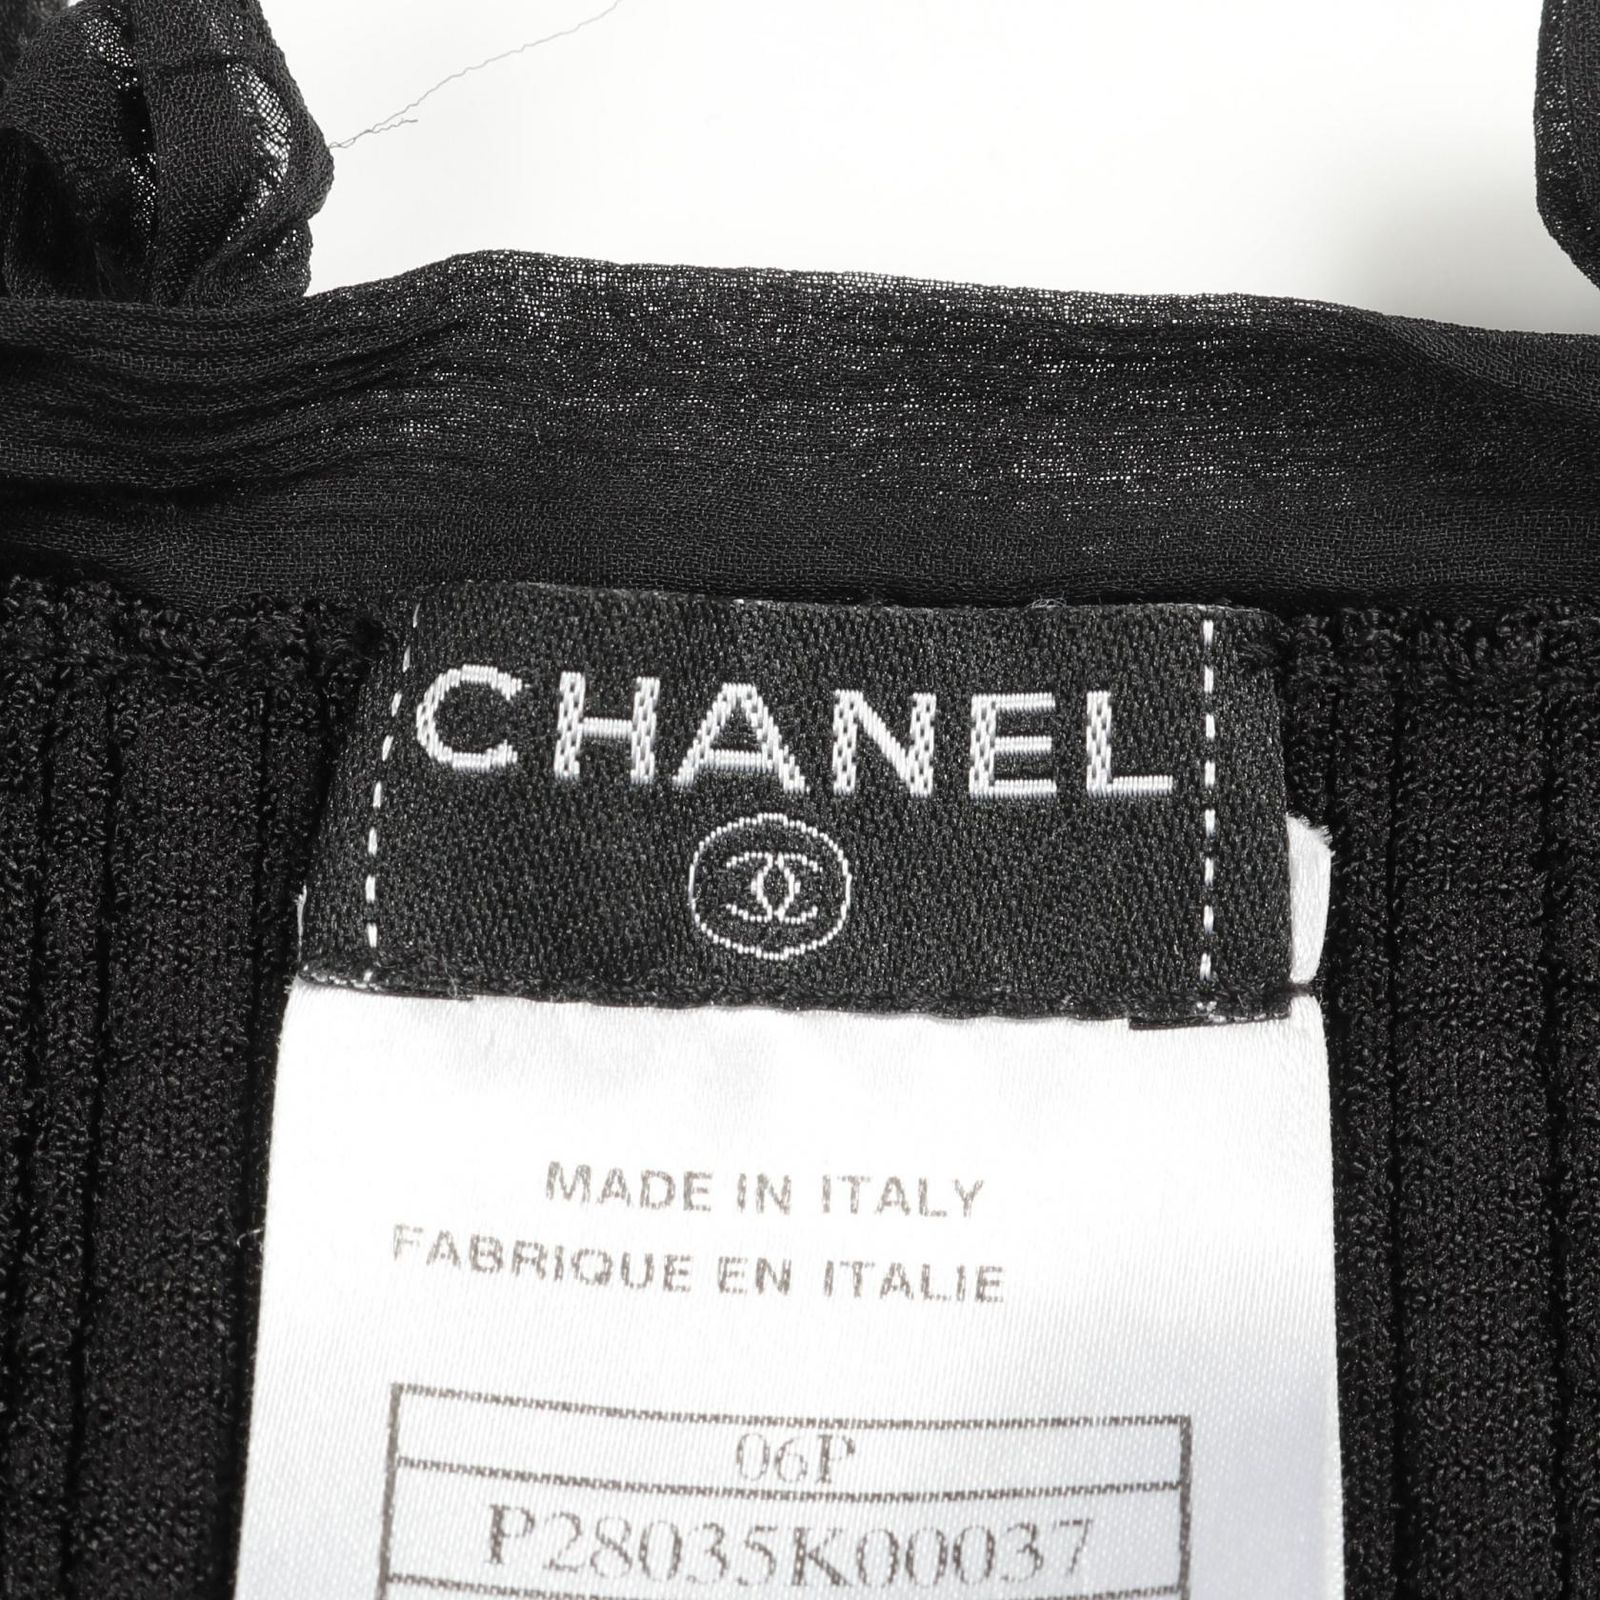 CHANEL
MADE IN ITALY
FABRIQUE EN ITALIE
06P
P28035K00037